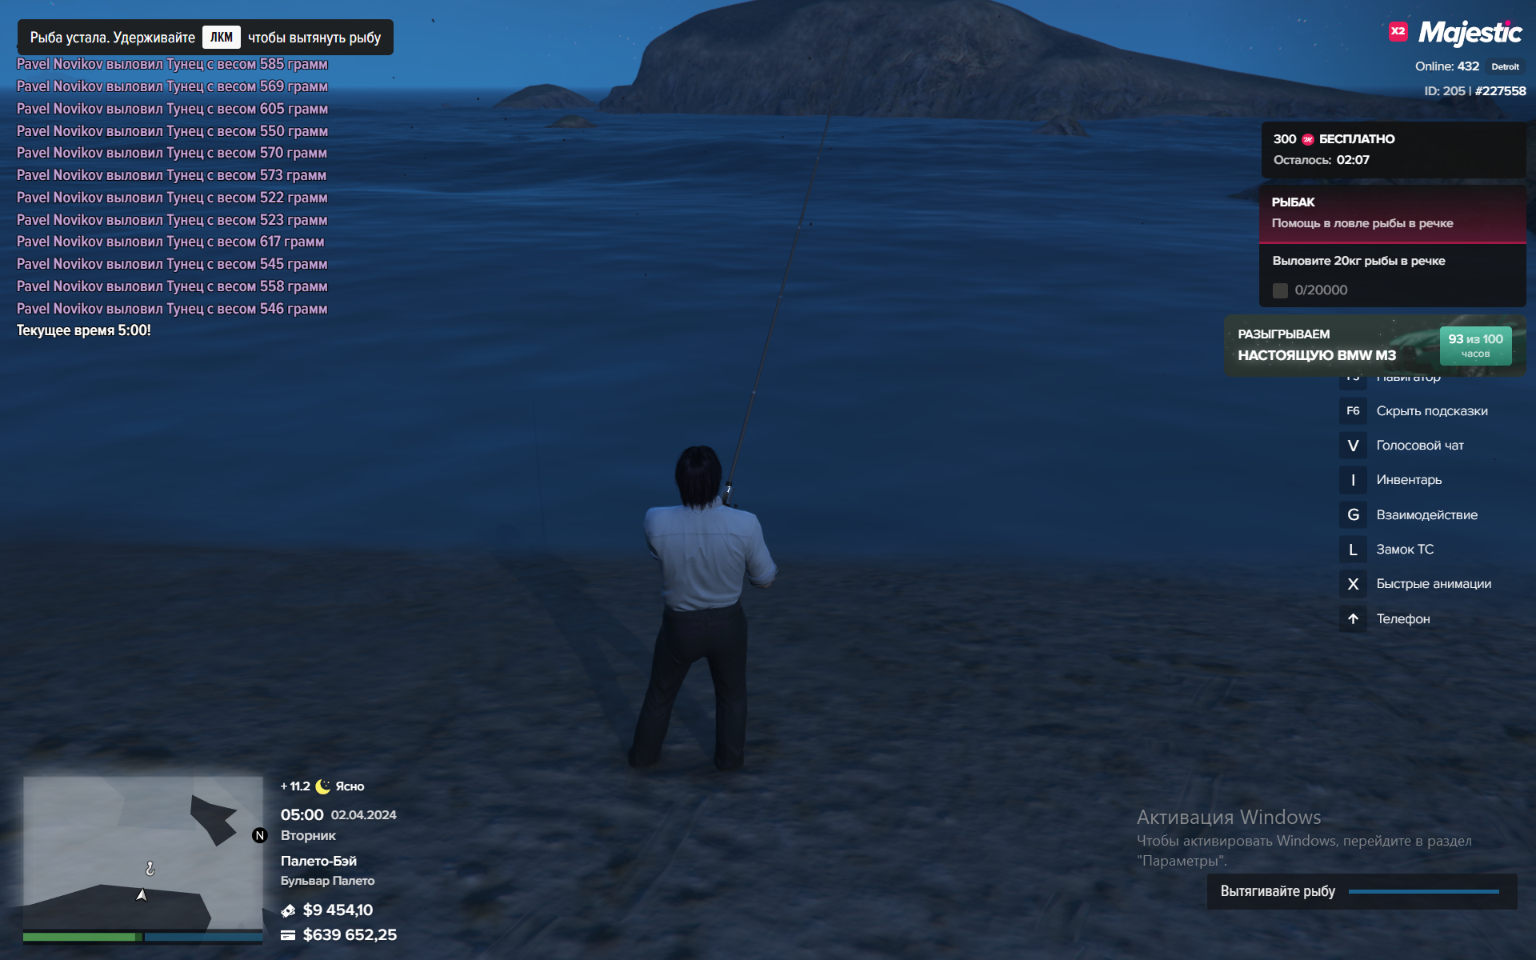 Рыба устала. Удерживайте ЛКМ чтобы вытянуть рыбу
Pavel Novikov выловил Тунец с весом 585 грамм
Pavel Novikov выловил Тунец с весом 569 грамм
Pavel Novikov выловил Тунец с весом 605 грамм
Pavel Novikov выловил Тунец с весом 550 грамм
Pavel Novikov выловил Тунец с весом 570 грамм
Pavel Novikov выловил Тунец с весом 573 грамм
Pavel Novikov выловил Тунец с весом 522 грамм
Pavel Novikov выловил Тунец с весом 523 грамм
Pavel Novikov выловил Тунец с весом 617 грамм
Pavel Novikov выловил Тунец с весом 545 грамм
Pavel Novikov выловил Тунец с весом 558 грамм
Pavel Novikov выловил Тунец с весом 546 грамм
Текущее время 5:00!
X2 Majestic
Online: 432 Detroit
ID: 205 | #227558
300 БЕСПЛАТНО
Осталось: 02:07
РЫБАК
Помощь в ловле рыбы в речке
Выловите 20кг рыбы в речке
0/20000
РАЗЫГРЫВАЕМ
НАСТОЯЩУЮ BMW M3
93 из 100
часов
Навигатор
F6 Скрыть подсказки
V Голосовой чат
I Инвентарь
G Взаимодействие
L Замок ТС
X Быстрые анимации
↑ Телефон
+ 11.2 Ясно
05:00 02.04.2024
N Вторник
Палето-Бэй
Бульвар Палето
$9 454,10
$639 652,25
Активация Windows
Чтобы активировать Windows, перейдите в раздел
"Параметры".
Вытягивайте рыбу